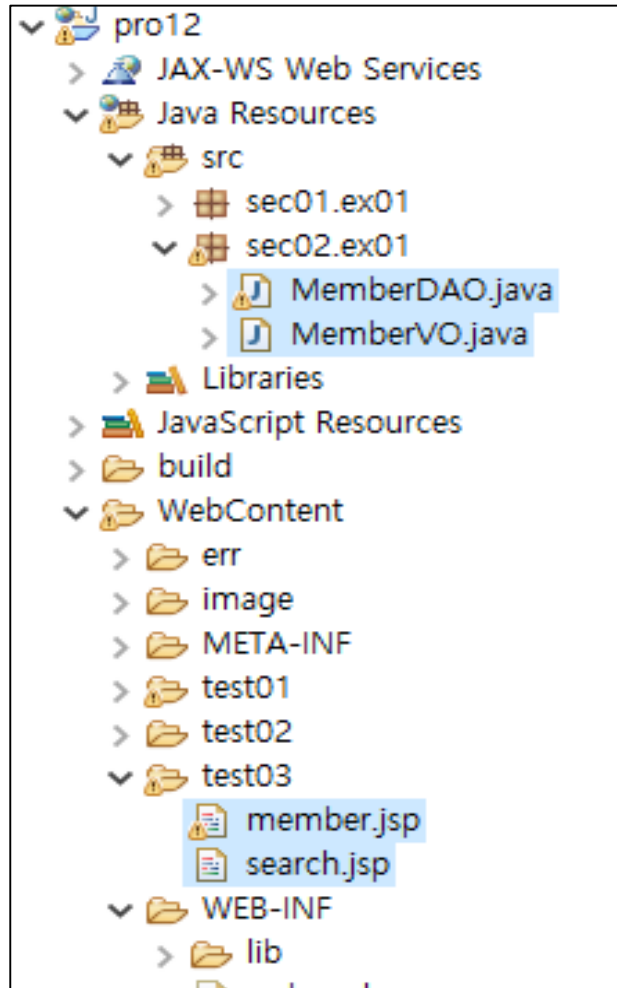 pro12
JAX-WS Web Services
Java Resources
src
sec01.ex01
sec02.ex01
MemberDAO.java
MemberVO.java
Libraries
JavaScript Resources
build
WebContent
err
image
META-INF
test01
test02
test03
member.jsp
search.jsp
WEB-INF
lib